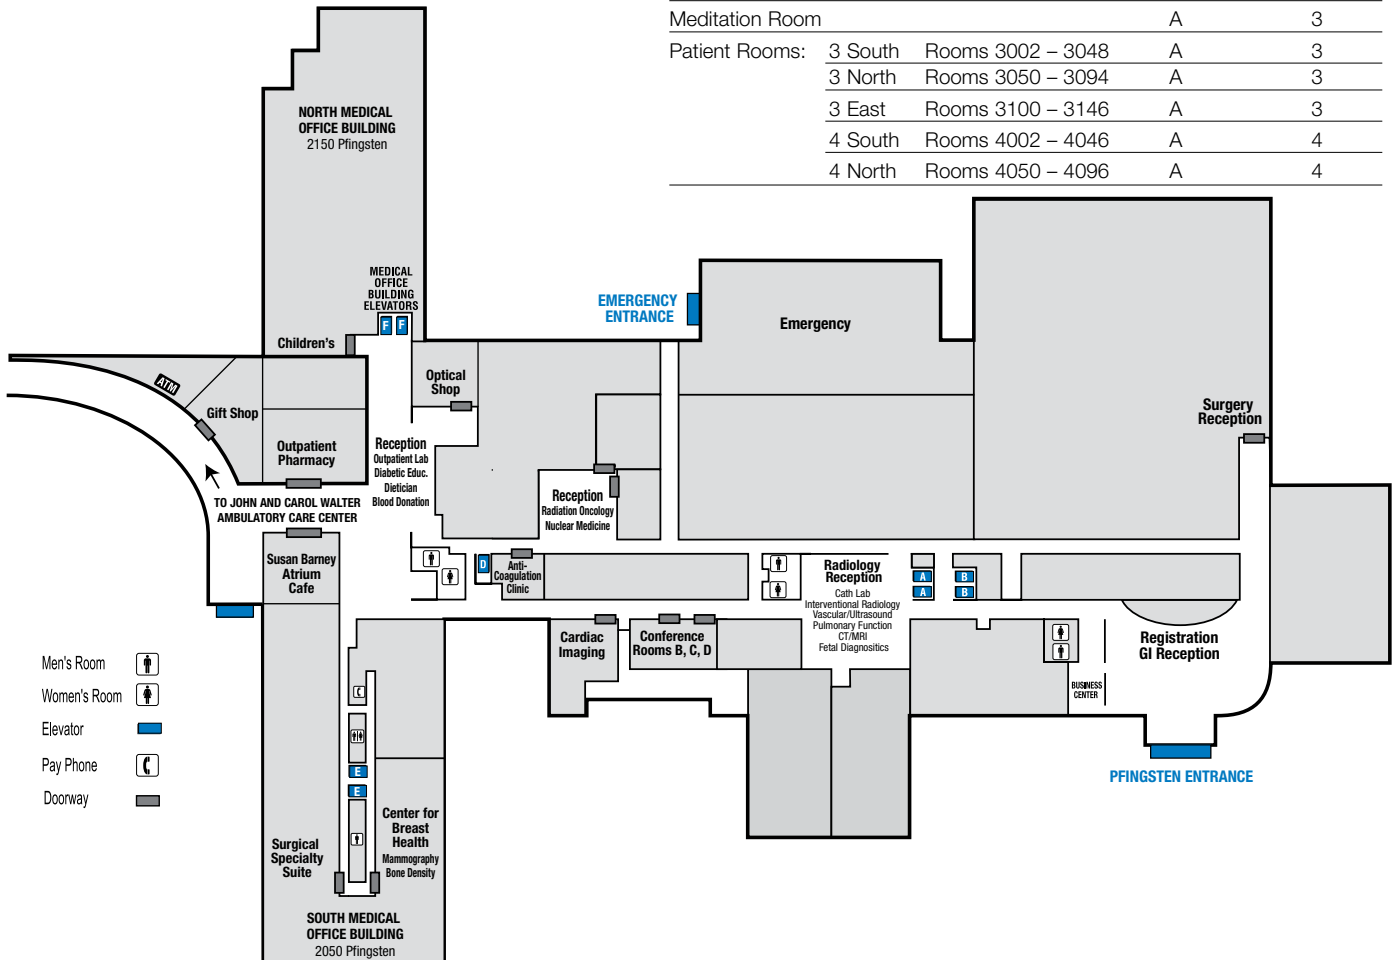 Meditation Room A 3
Patient Rooms: 3 South Rooms 3002 – 3048 A 3
3 North Rooms 3050 – 3094 A 3
3 East Rooms 3100 – 3146 A 3
4 South Rooms 4002 – 4046 A 4
4 North Rooms 4050 – 4096 A 4
NORTH MEDICAL
OFFICE BUILDING
2150 Pfingsten
MEDICAL
OFFICE
BUILDING
ELEVATORS
F F
Children's
EMERGENCY
ENTRANCE
Emergency
ATM
Gift Shop
Optical
Shop
Surgery
Reception
Outpatient
Pharmacy
Reception
Outpatient Lab
Diabetic Educ.
Dietician
Blood Donation
Reception
Radiation Oncology
Nuclear Medicine
TO JOHN AND CAROL WALTER
AMBULATORY CARE CENTER
Susan Barney
Atrium
Cafe
D
Anti-
Coagulation
Clinic
Radiology
Reception
Cath Lab
Interventional Radiology
Vascular/Ultrasound
Pulmonary Function
CT/MRI
Fetal Diagnostics
A B
A B
Cardiac
Imaging
Conference
Rooms B, C, D
Registration
GI Reception
BUSINESS
CENTER
PFINGSTEN ENTRANCE
Men's Room
Women's Room
Elevator
Pay Phone
Doorway
E
E
Center for
Breast
Health
Mammography
Bone Density
Surgical
Specialty
Suite
SOUTH MEDICAL
OFFICE BUILDING
2050 Pfingsten